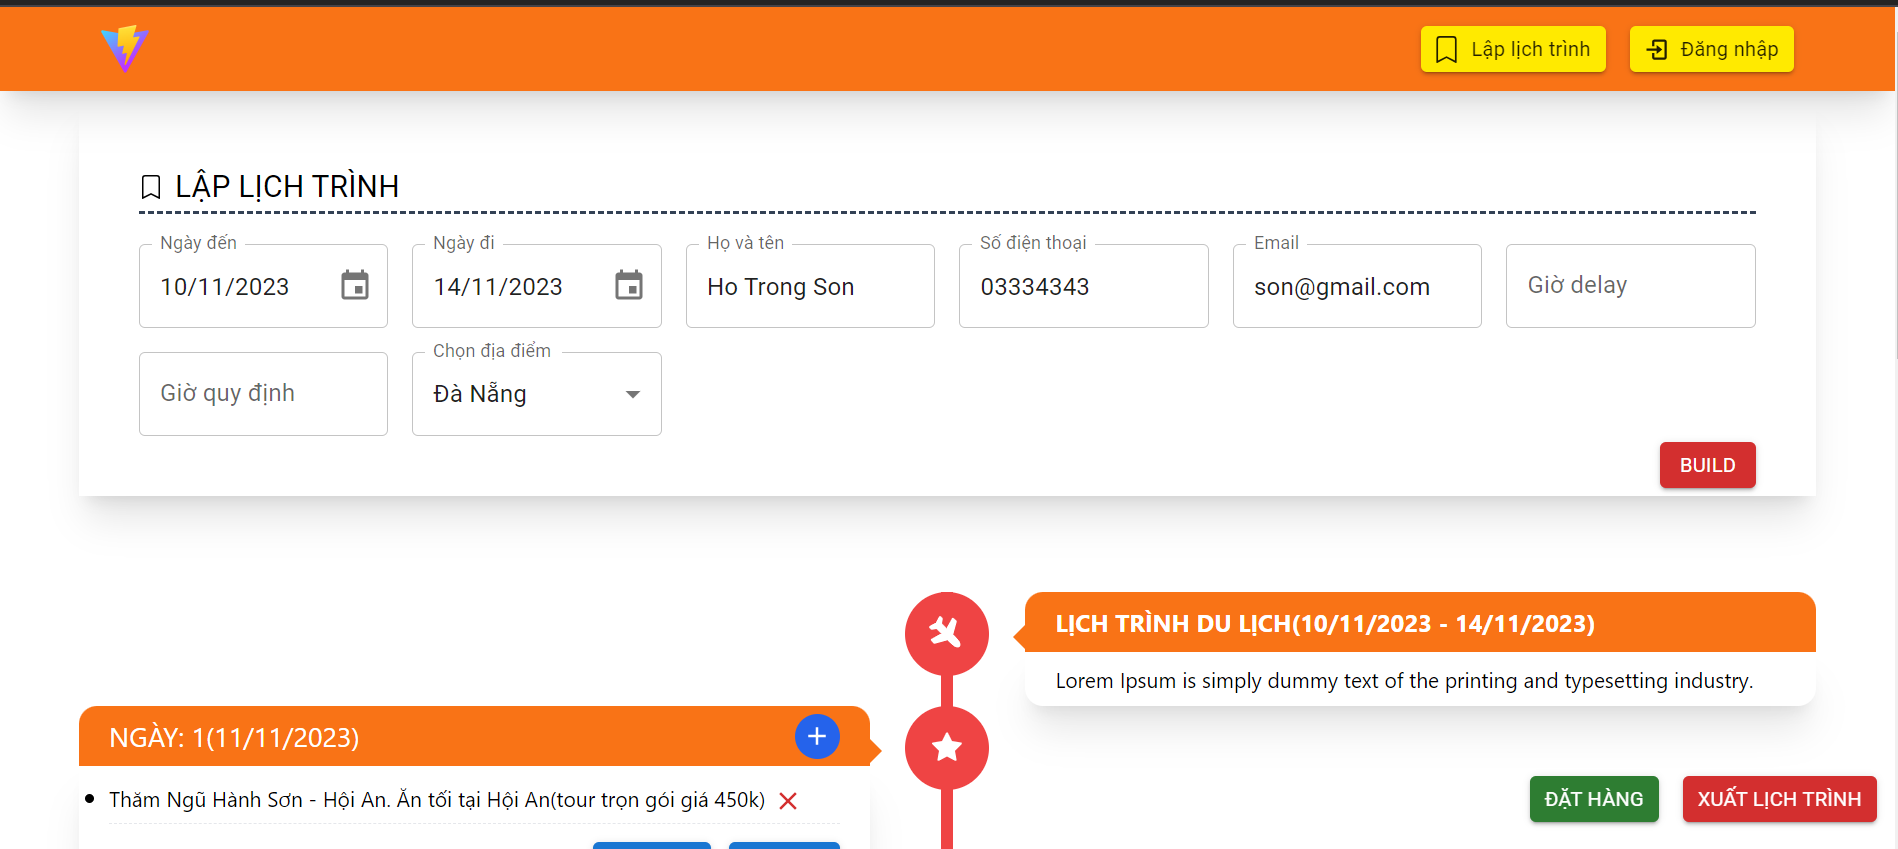 Lập lịch trình
Đăng nhập
LẬP LỊCH TRÌNH
Ngày đến
10/11/2023
Ngày đi
14/11/2023
Họ và tên
Ho Trong Son
Số điện thoại
03334343
Email
son@gmail.com
Giờ delay
Giờ quy định
Chọn địa điểm
Đà Nẵng
BUILD
LỊCH TRÌNH DU LỊCH(10/11/2023 - 14/11/2023)
Lorem Ipsum is simply dummy text of the printing and typesetting industry.
NGÀY: 1(11/11/2023)
Thăm Ngũ Hành Sơn - Hội An. Ăn tối tại Hội An(tour trọn gói giá 450k)
ĐẶT HÀNG
XUẤT LỊCH TRÌNH